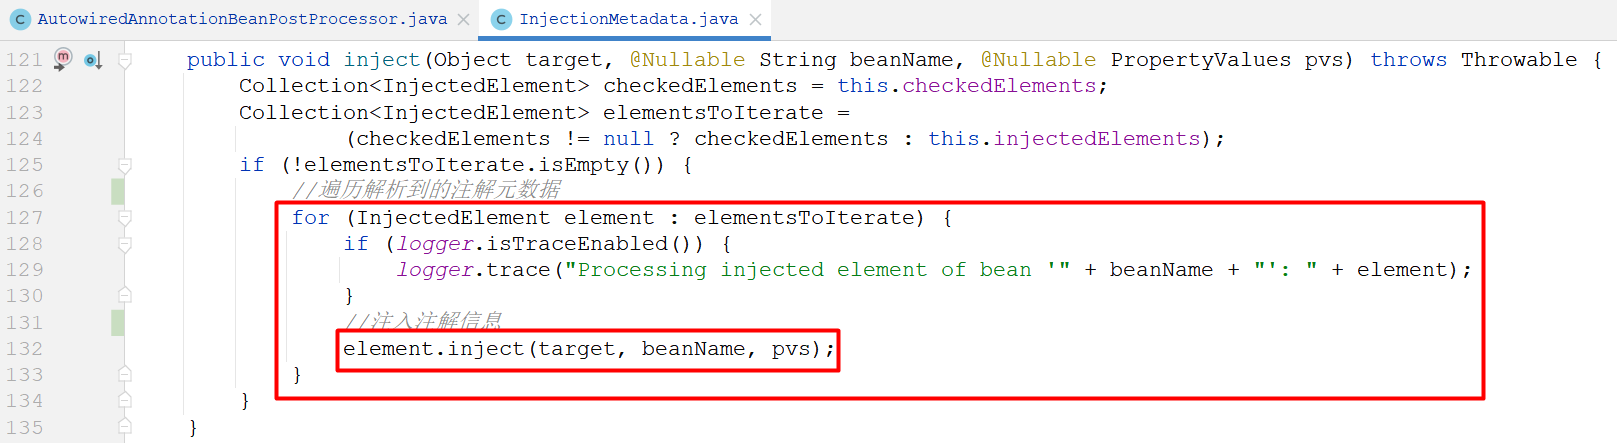 AutowiredAnnotationBeanPostProcessor.java InjectionMetadata.java
121 public void inject(Object target, @Nullable String beanName, @Nullable PropertyValues pvs) throws Throwable {
122 Collection<InjectedElement> checkedElements = this.checkedElements;
123 Collection<InjectedElement> elementsToIterate =
124 (checkedElements != null ? checkedElements : this.injectedElements);
125 if (!elementsToIterate.isEmpty()) {
126 //遍历解析到的注解元数据
127 for (InjectedElement element : elementsToIterate) {
128 if (logger.isTraceEnabled()) {
129 logger.trace("Processing injected element of bean '" + beanName + "': " + element);
130 }
131 //注入注解信息
132 element.inject(target, beanName, pvs);
133 }
134 }
135 }